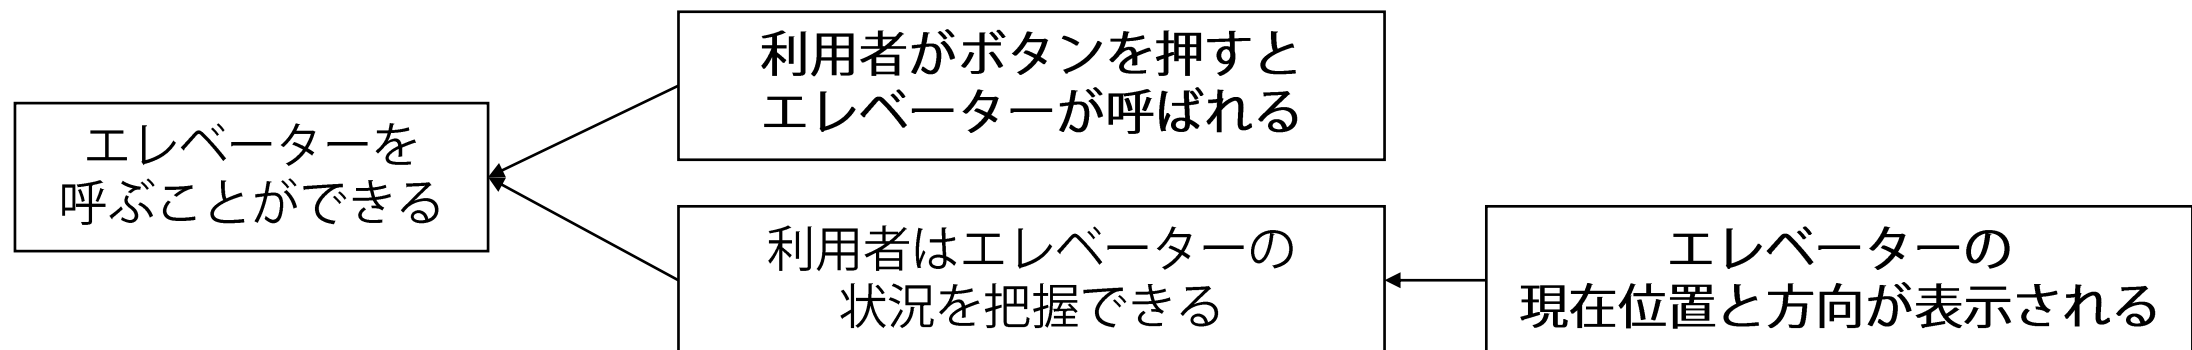 エレベーターを
呼ぶことができる
利用者がボタンを押すと
エレベーターが呼ばれる
利用者はエレベーターの
状況を把握できる
エレベーターの
現在位置と方向が表示される